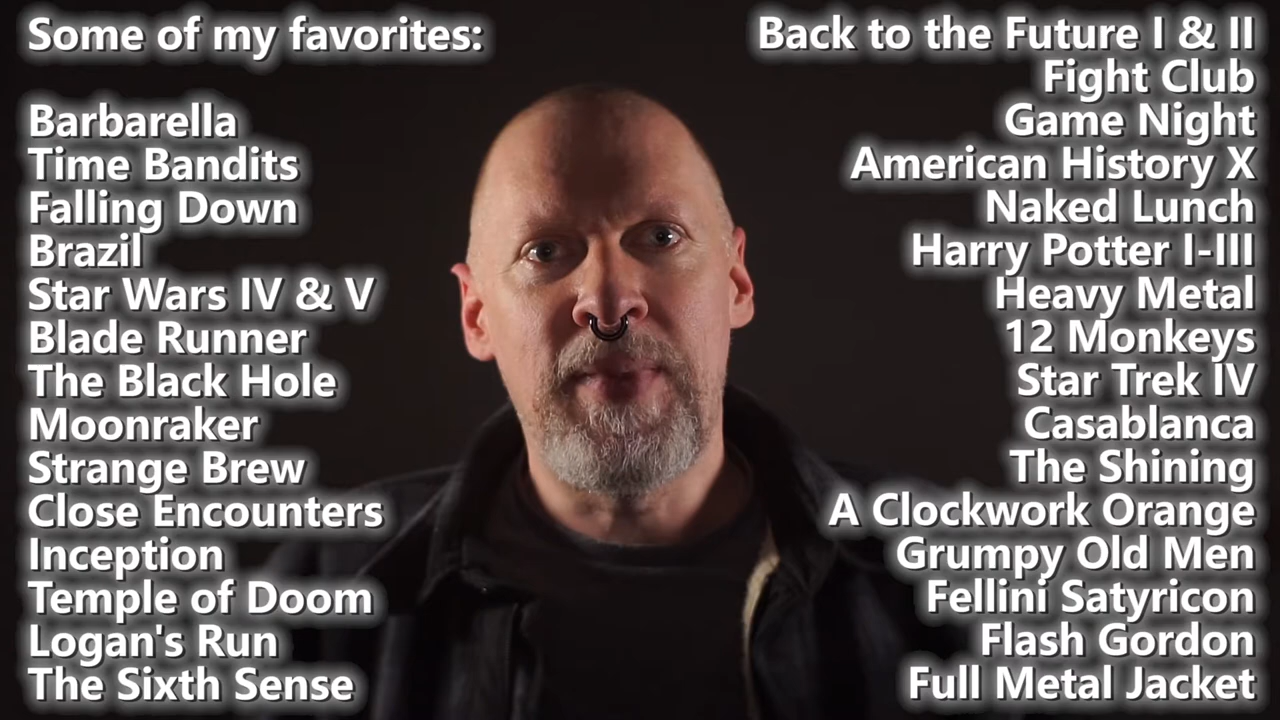 Some of my favorites:
Barbarella
Time Bandits
Falling Down
Brazil
Star Wars IV & V
Blade Runner
The Black Hole
Moonraker
Strange Brew
Close Encounters
Inception
Temple of Doom
Logan's Run
The Sixth Sense
Back to the Future I & II
Fight Club
Game Night
American History X
Naked Lunch
Harry Potter I-III
Heavy Metal
12 Monkeys
Star Trek IV
Casablanca
The Shining
A Clockwork Orange
Grumpy Old Men
Fellini Satyricon
Flash Gordon
Full Metal Jacket